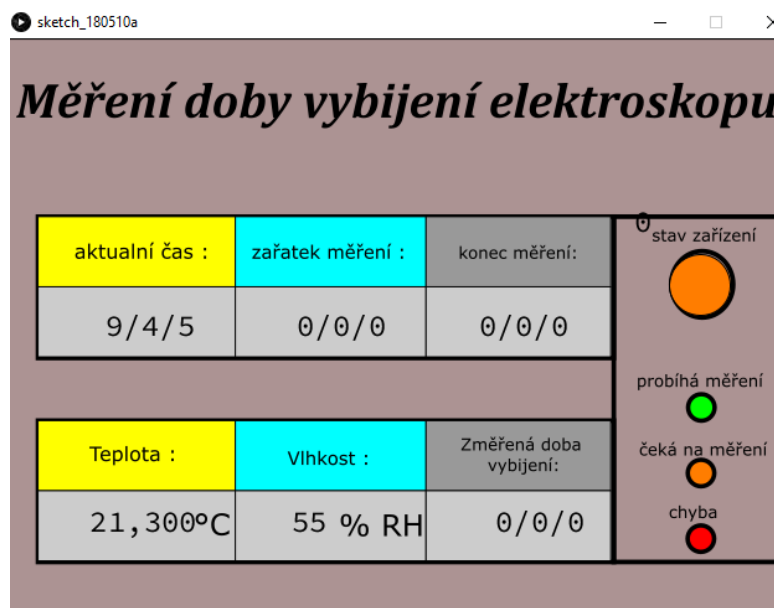 sketch_180510a
Měření doby vybijení elektroskopu
aktualní čas :
zařatek měření :
konec měření:
0
stav zařízení
9/4/5
0/0/0
0/0/0
probíhá měření
Teplota :
Vlhkost :
Změřená doba
vybijení:
čeká na měření
21,300°C
55 % RH
0/0/0
chyba